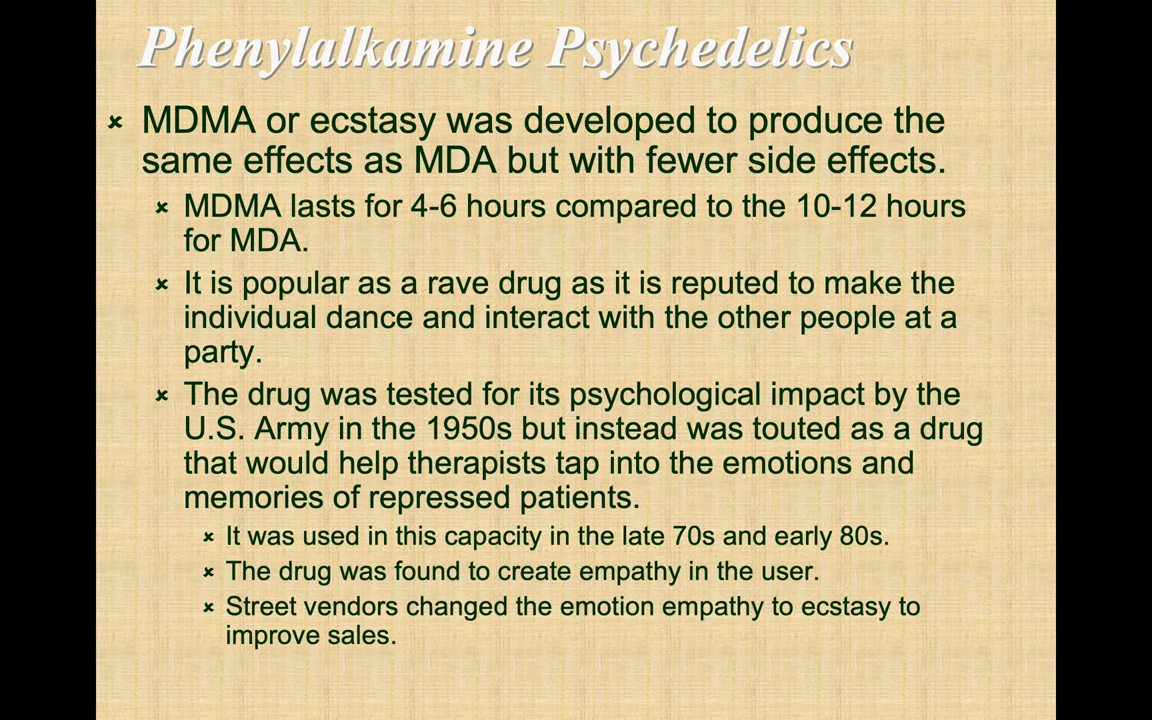 Phenylalkamine Psychedelics
× MDMA or ecstasy was developed to produce the
same effects as MDA but with fewer side effects.
× MDMA lasts for 4-6 hours compared to the 10-12 hours
for MDA.
× It is popular as a rave drug as it is reputed to make the
individual dance and interact with the other people at a
party.
× The drug was tested for its psychological impact by the
U.S. Army in the 1950s but instead was touted as a drug
that would help therapists tap into the emotions and
memories of repressed patients.
× It was used in this capacity in the late 70s and early 80s.
× The drug was found to create empathy in the user.
× Street vendors changed the emotion empathy to ecstasy to
improve sales.